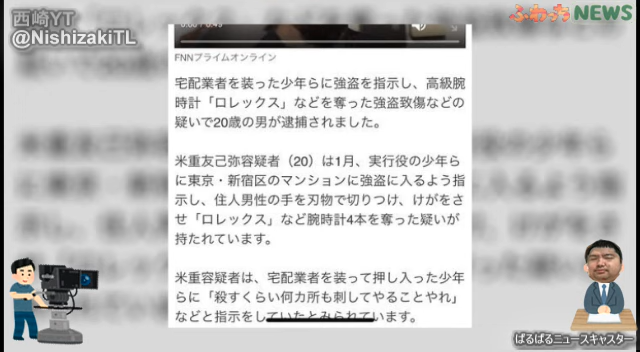 西崎YT
@NishizakiTL
ふわっちNEWS
FNNプライムオンライン
宅配業者を装った少年らに強盗を指示し、高級腕
時計「ロレックス」などを奪った強盗致傷などの
疑いで20歳の男が逮捕されました。
米重友己弥容疑者（20）は1月、実行役の少年ら
に東京・新宿区のマンションに強盗に入るよう指
示し、住人男性の手を刃物で切りつけ、けがをさ
せ「ロレックス」など腕時計4本を奪った疑いが
持たれています。
米重容疑者は、宅配業者を装って押し入った少年
らに「殺すくらい何カ所も刺してやることやれ」
などと指示をしていたとみられています。
ぱるぱるニュースキャスター